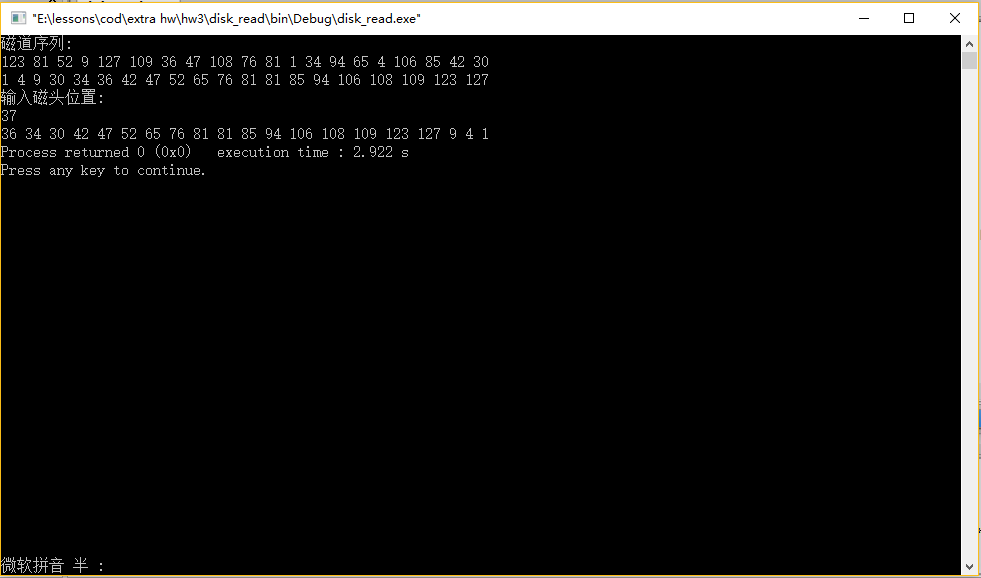 "E:\lessons\cod\extra hw\hw3\disk_read\bin\Debug\disk_read.exe"
磁道序列:
123 81 52 9 127 109 36 47 108 76 81 1 34 94 65 4 106 85 42 30
1 4 9 30 34 36 42 47 52 65 76 81 81 85 94 106 108 109 123 127
输入磁头位置:
37
36 34 30 42 47 52 65 76 81 81 85 94 106 108 109 123 127 9 4 1
Process returned 0 (0x0)   execution time : 2.922 s
Press any key to continue.
微软拼音 半 :